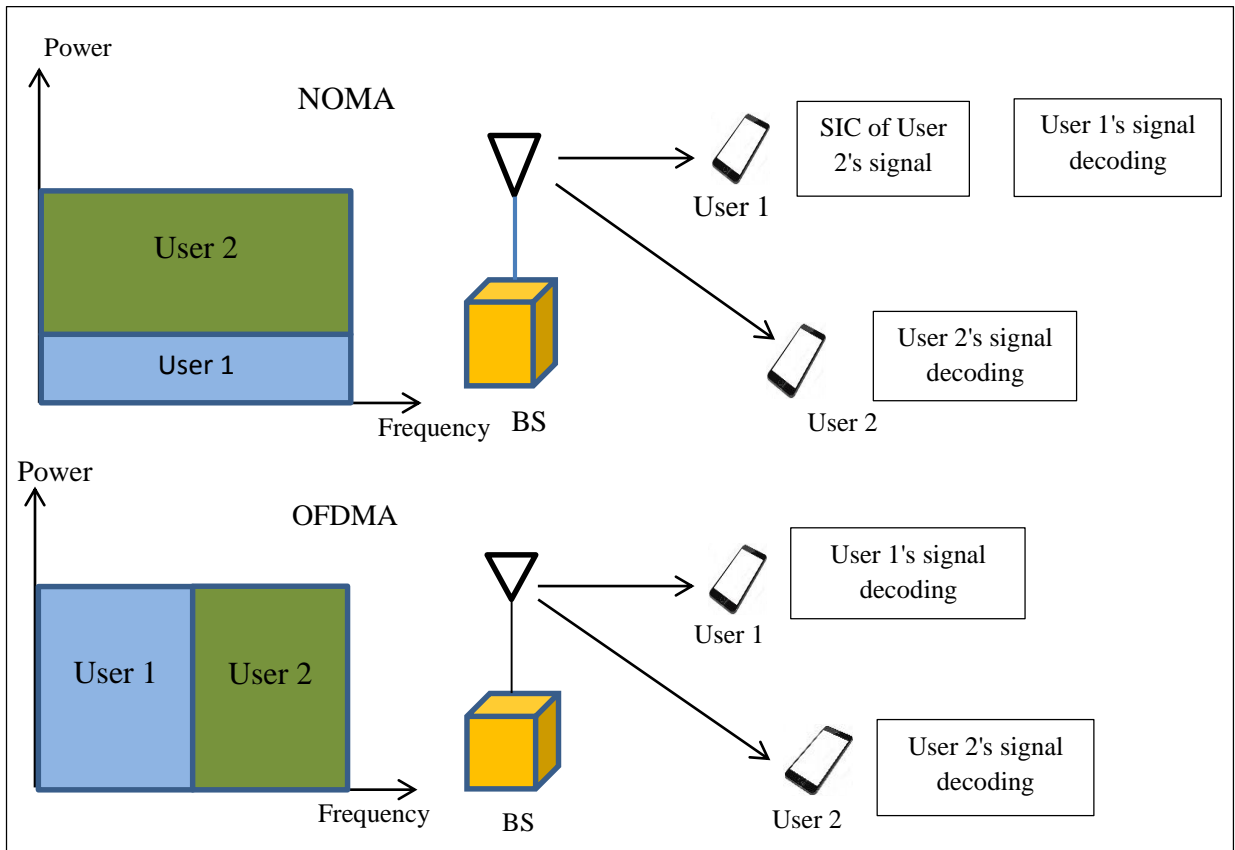 Power
NOMA
SIC of User
2's signal
User 1's signal
decoding
User 1
User 2
User 1
User 2's signal
decoding
User 2
Frequency
BS
Power
OFDMA
User 1's signal
decoding
User 1
User 1
User 2
User 2's signal
decoding
Frequency
BS
User 2